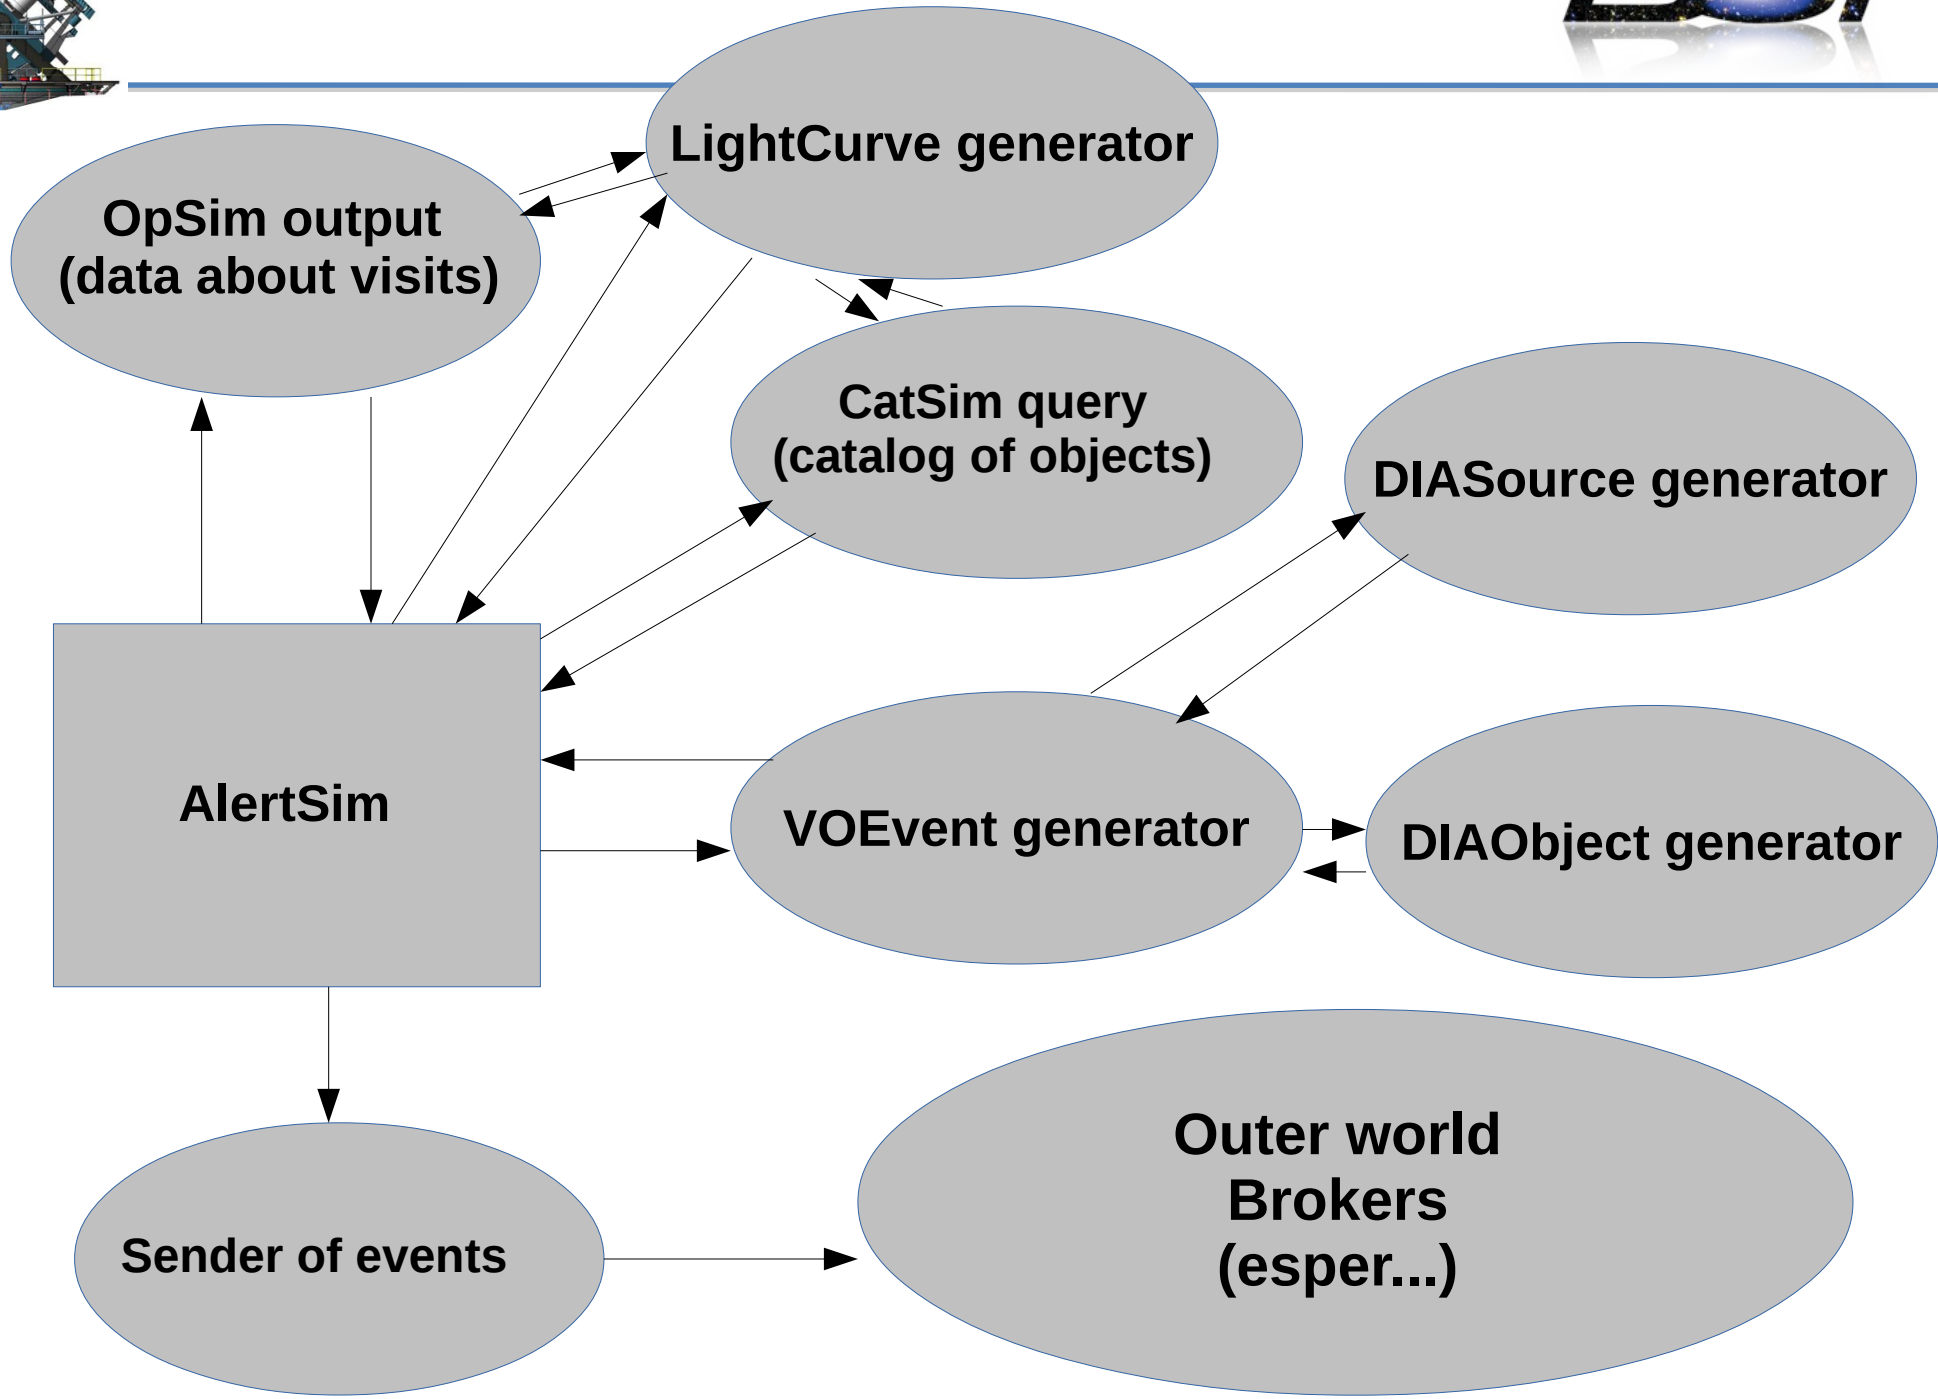 LightCurve generator
OpSim output
(data about visits)
CatSim query
(catalog of objects)
DIASource generator
AlertSim
VOEvent generator
DIAObject generator
Outer world
Brokers
(esper...)
Sender of events